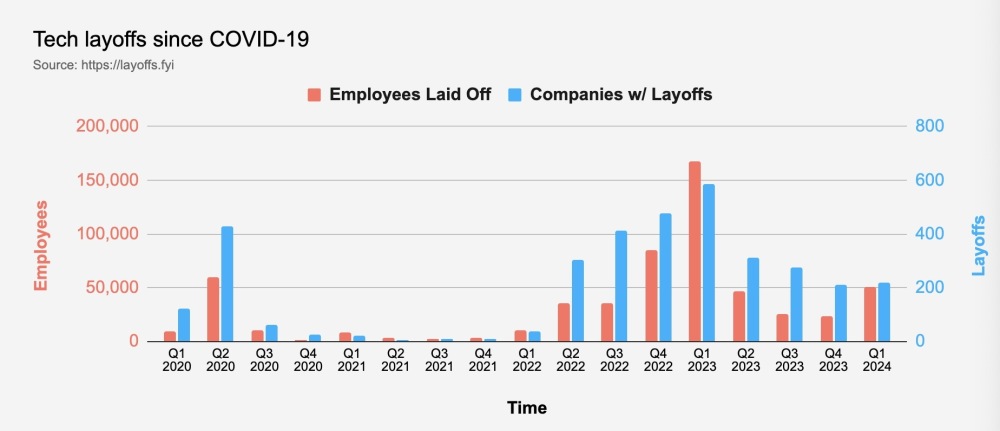 Tech layoffs since COVID-19
Source: https://layoffs.fyi
Employees Laid Off Companies w/ Layoffs
200,000 800
150,000 600
100,000 400
50,000 200
0 0
Employees
Layoffs
Q1 Q2 Q3 Q4 Q1 Q2 Q3 Q4 Q1 Q2 Q3 Q4 Q1 Q2 Q3 Q4 Q1
2020 2020 2020 2020 2021 2021 2021 2021 2022 2022 2022 2022 2023 2023 2023 2023 2024
Time